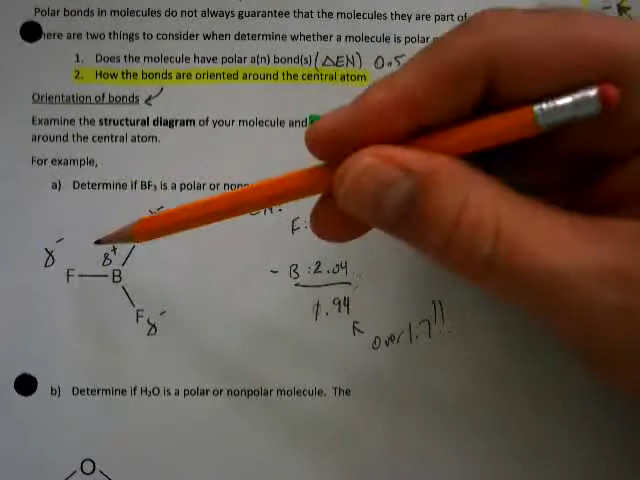 Polar bonds in molecules do not always guarantee that the molecules they are part of
here are two things to consider when determine whether a molecule is polar
1. Does the molecule have polar a(n) bond(s) (ΔEN) 0.5
2. How the bonds are oriented around the central atom
Orientation of bonds
Examine the structural diagram of your molecule and
around the central atom.
For example,
a) Determine if BF₃ is a polar or non
F:
δ⁻ δ⁺
F—B
- B : 2.04
1.94
F δ⁻
over 1.7!!
b) Determine if H₂O is a polar or nonpolar molecule. The
O